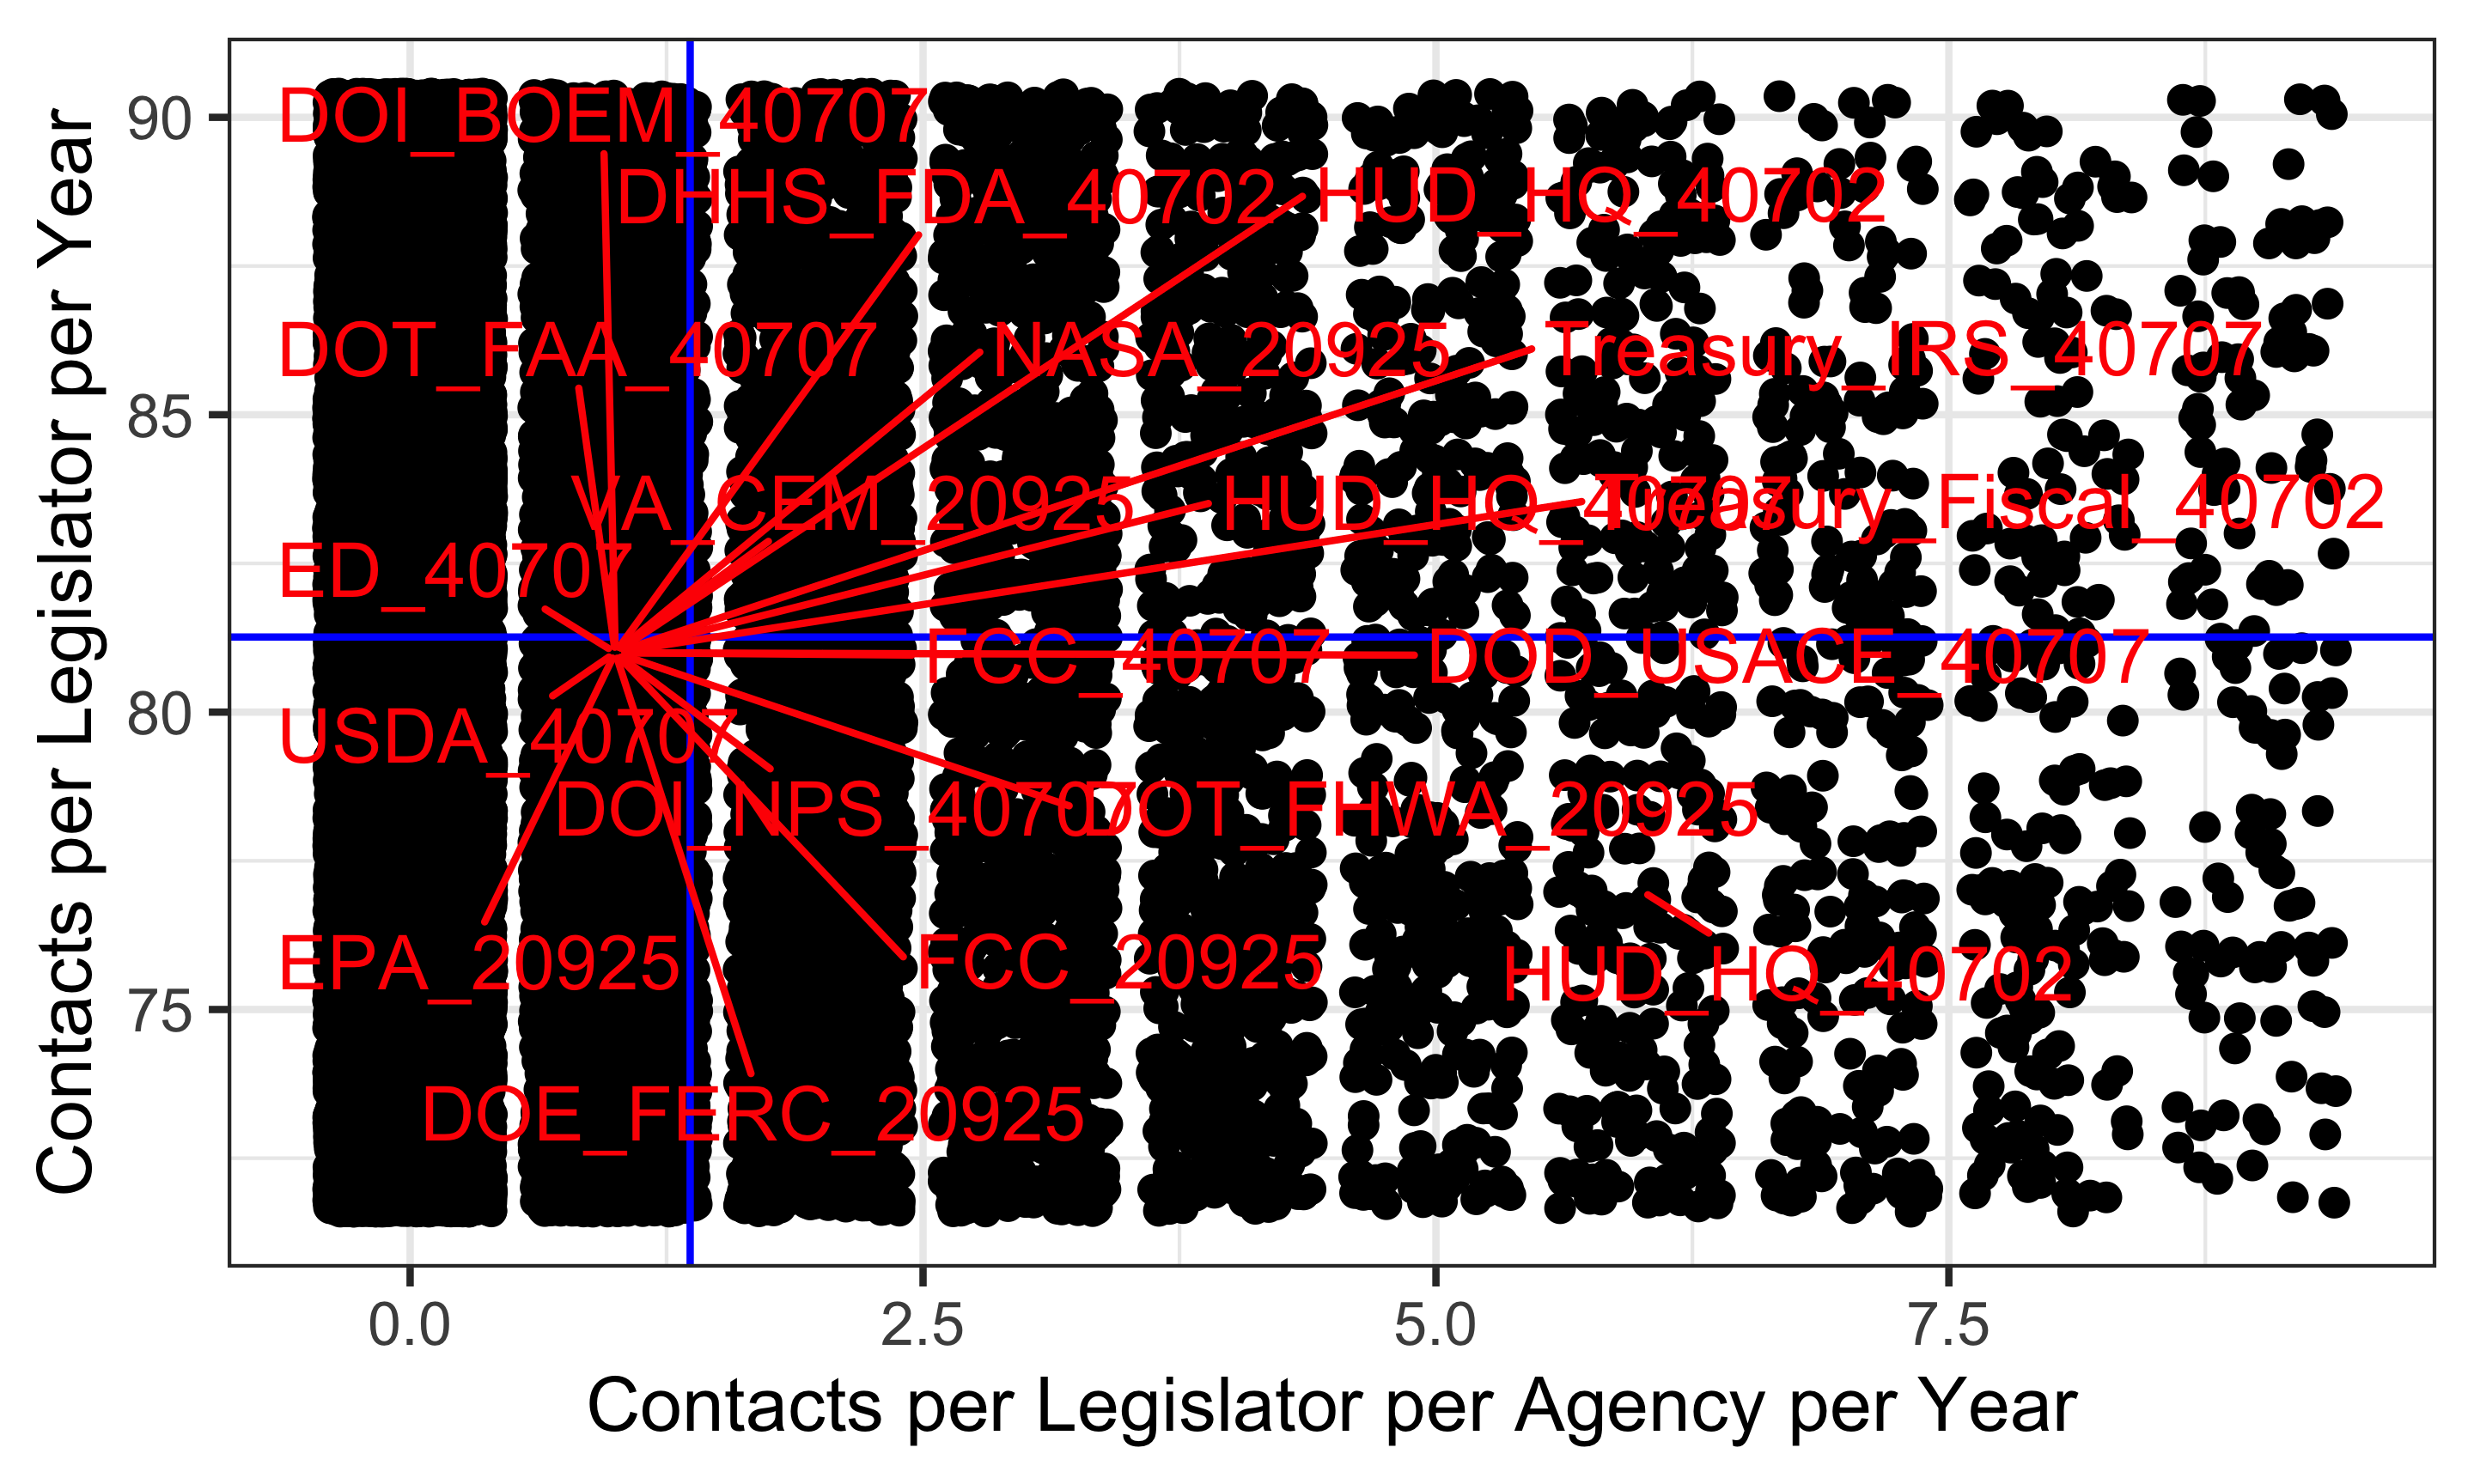 Contacts per Legislator per Year
90
85
80
75
DOI_BOEM_40707
DHHS_FDA_40702
HUD_HQ_40702
DOT_FAA_40707
NASA_20925
Treasury_IRS_40707
VA_CEM_20925
HUD_HQ_40707
Treasury_Fiscal_40702
ED_40707
FCC_40707
DOD_USACE_40707
USDA_40707
DOI_NPS_40707
DOT_FHWA_20925
EPA_20925
FCC_20925
HUD_HQ_40702
DOE_FERC_20925
0.0
2.5
5.0
7.5
Contacts per Legislator per Agency per Year